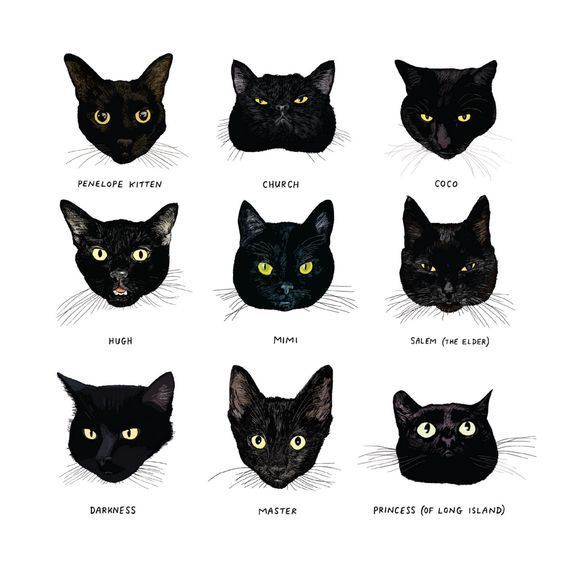 PENELOPE KITTEN
CHURCH
COCO
HUGH
MIMI
SALEM (THE ELDER)
DARKNESS
MASTER
PRINCESS (OF LONG ISLAND)